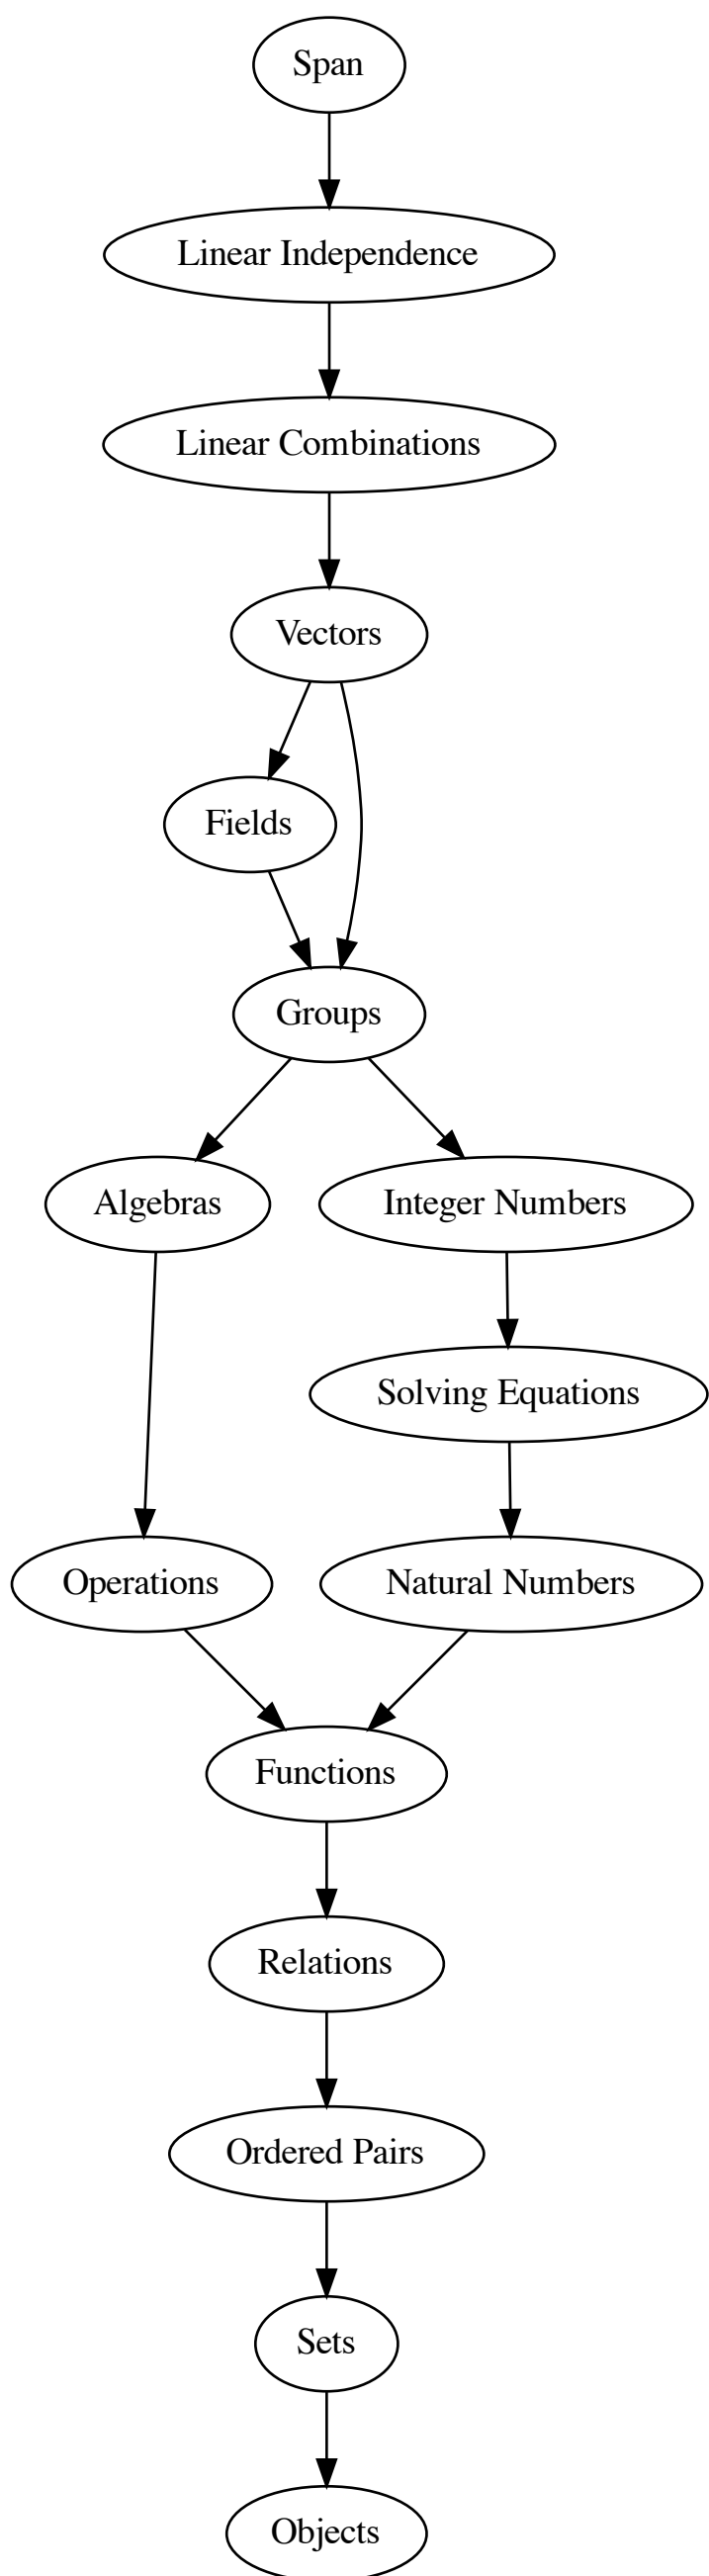 Span
Linear Independence
Linear Combinations
Vectors
Fields
Groups
Algebras
Integer Numbers
Solving Equations
Operations
Natural Numbers
Functions
Relations
Ordered Pairs
Sets
Objects